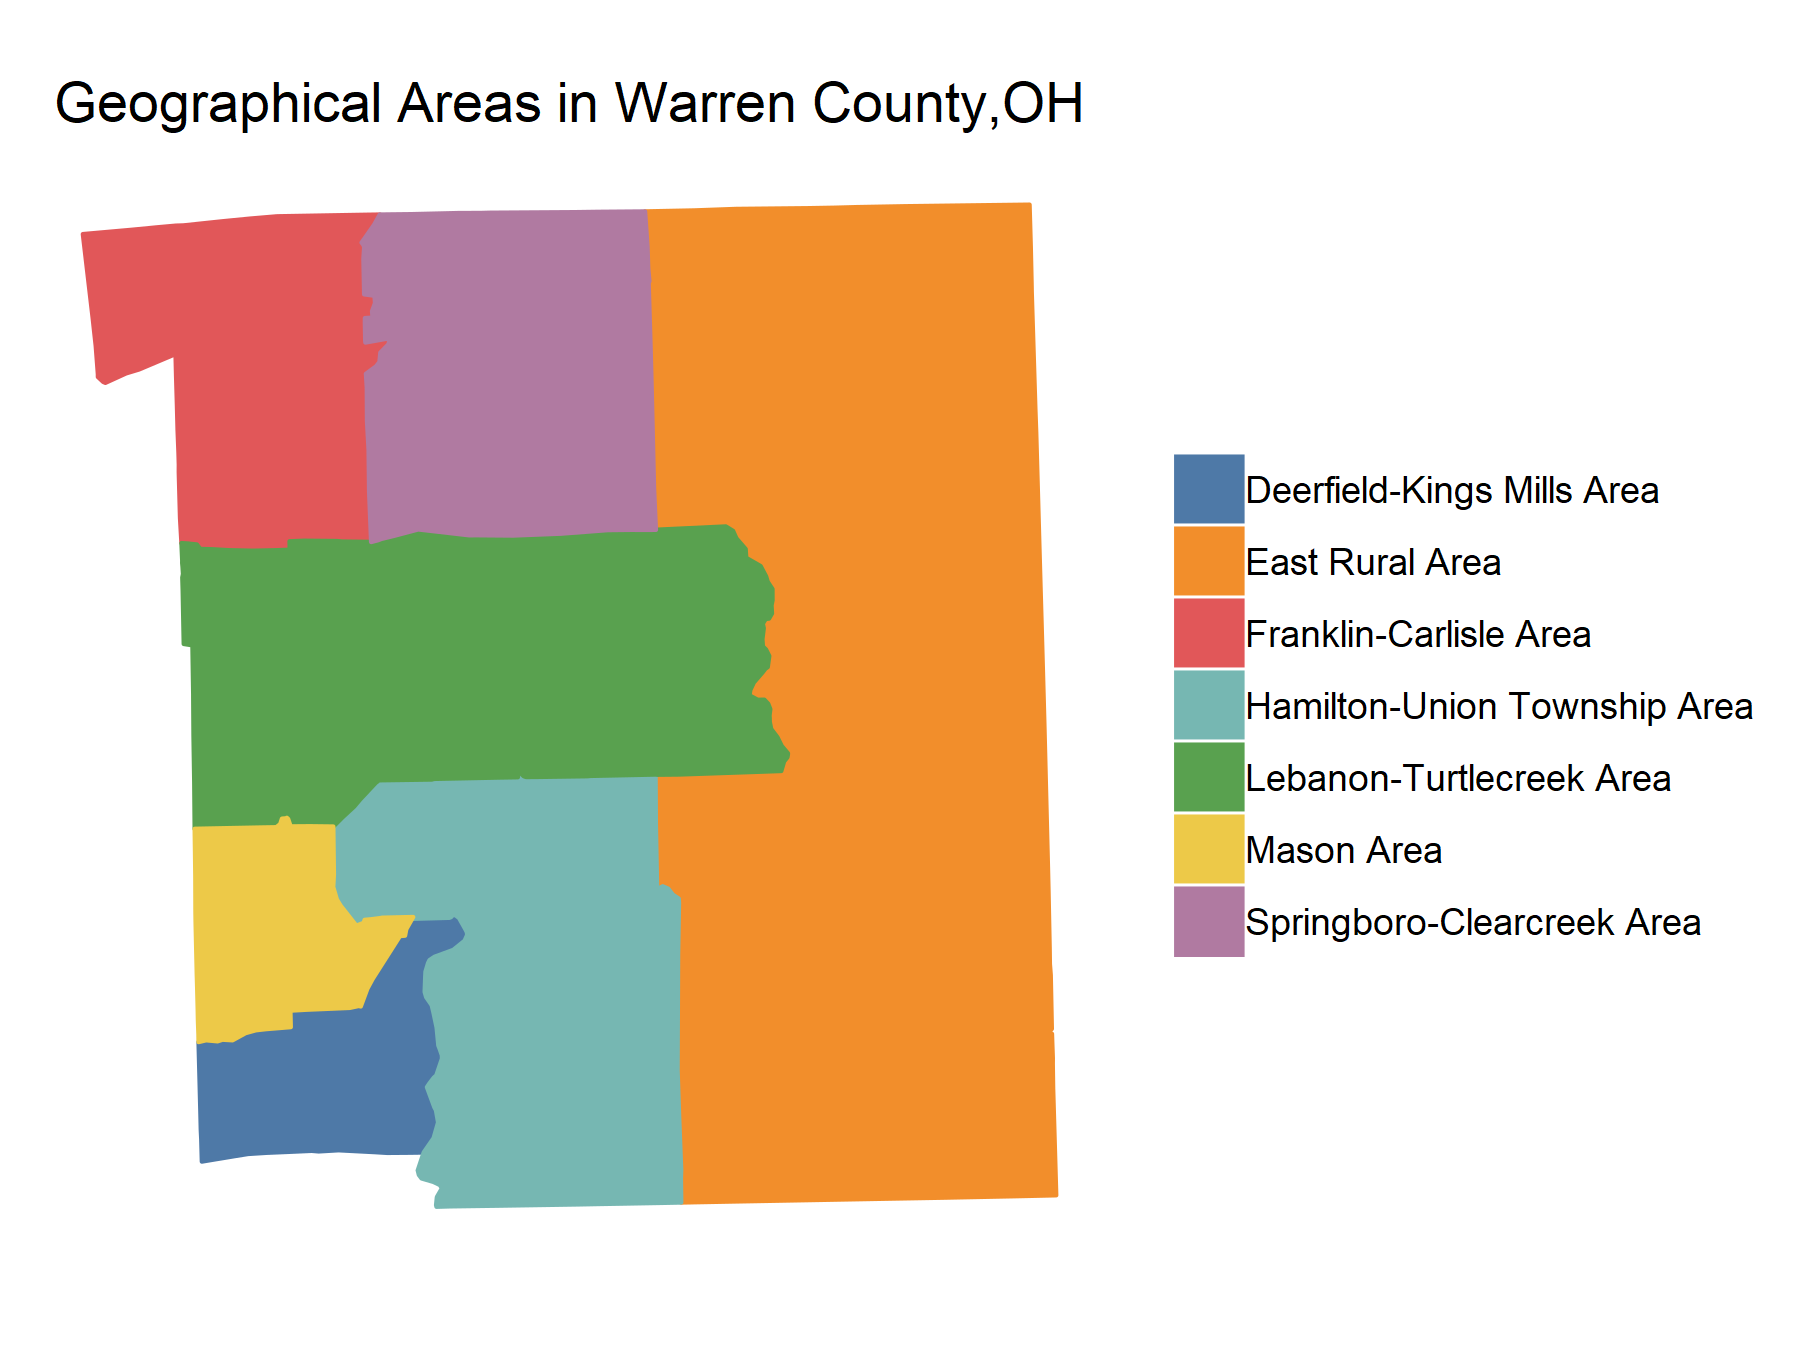 Geographical Areas in Warren County,OH
Deerfield-Kings Mills Area
East Rural Area
Franklin-Carlisle Area
Hamilton-Union Township Area
Lebanon-Turtlecreek Area
Mason Area
Springboro-Clearcreek Area